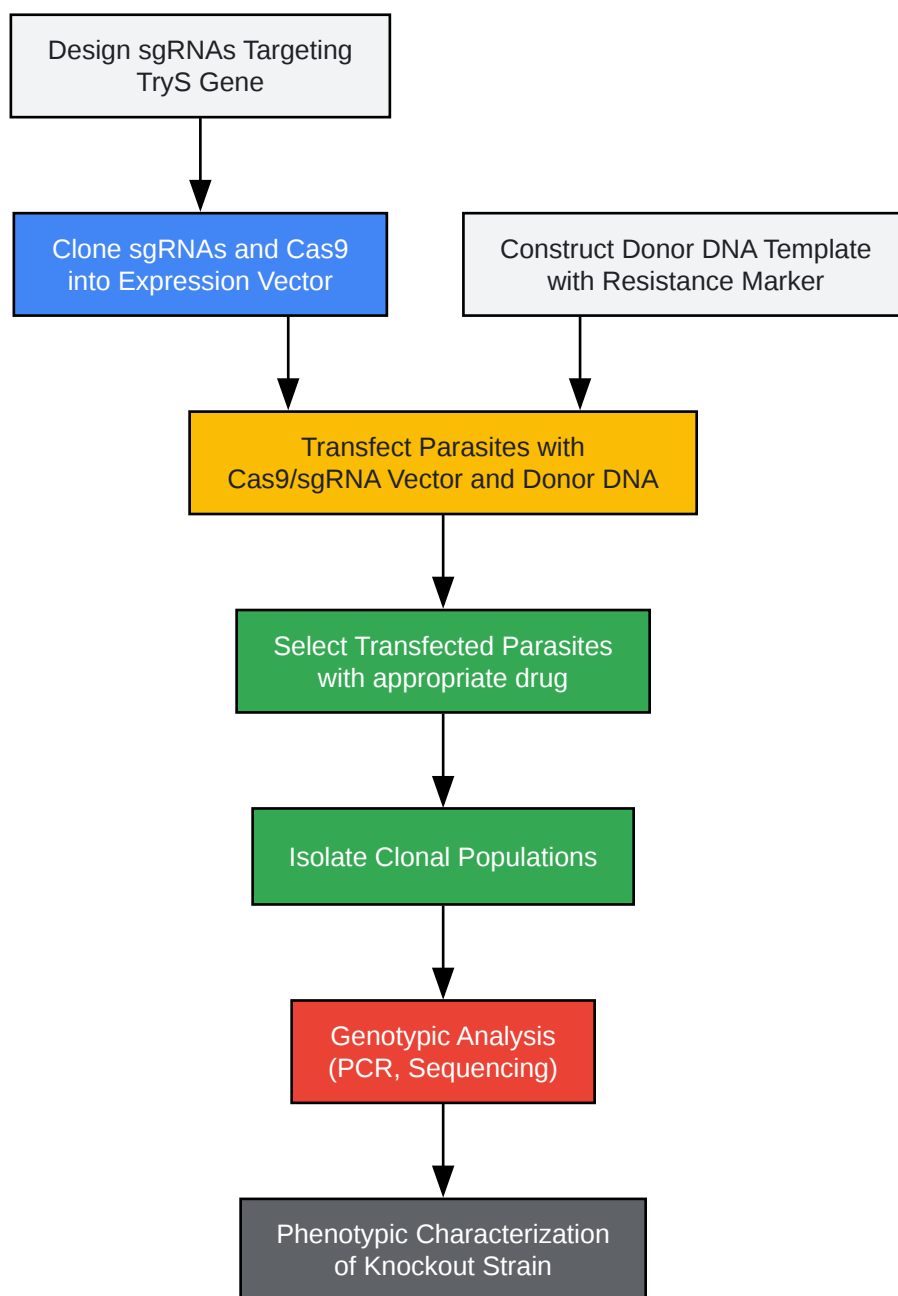 Design sgRNAs Targeting
TryS Gene
Clone sgRNAs and Cas9
into Expression Vector
Construct Donor DNA Template
with Resistance Marker
Transfect Parasites with
Cas9/sgRNA Vector and Donor DNA
Select Transfected Parasites
with appropriate drug
Isolate Clonal Populations
Genotypic Analysis
(PCR, Sequencing)
Phenotypic Characterization
of Knockout Strain